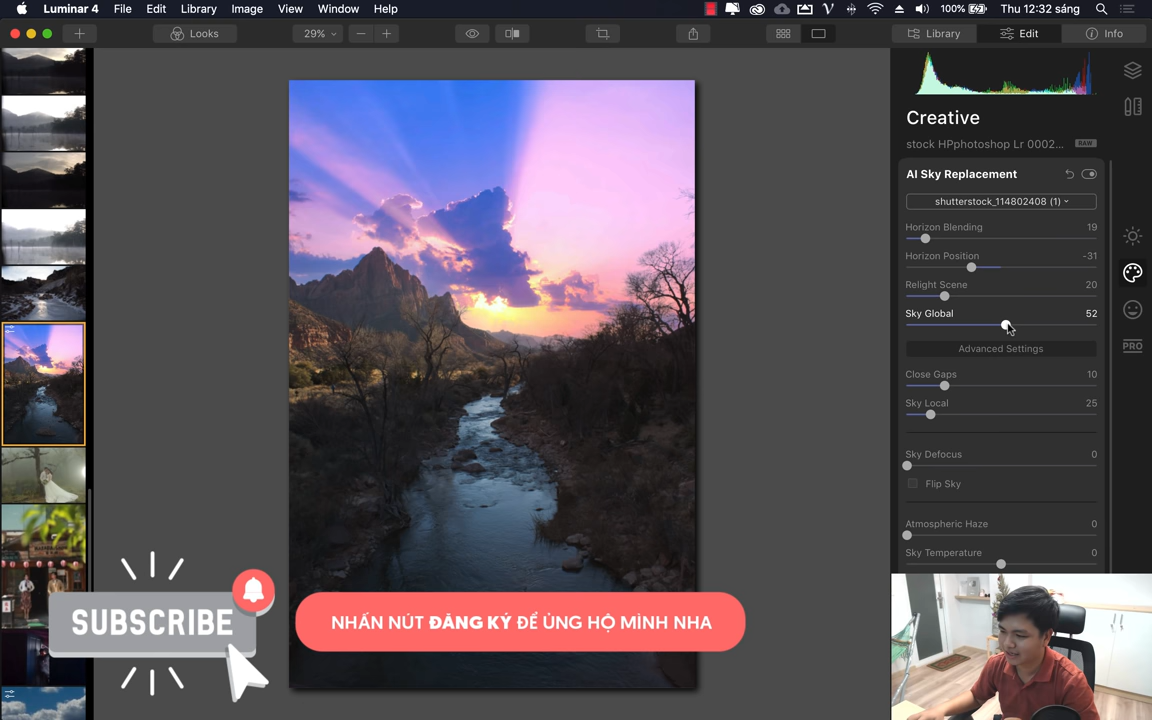 Luminar 4 File Edit Library Image View Window Help 100% Thu 12:32 sáng
Looks 29% Library Edit Info
Creative
stock HPphotoshop Lr 0002... RAW
AI Sky Replacement
shutterstock_114802408 (1)
Horizon Blending 19
Horizon Position -31
Relight Scene 20
Sky Global 52
Advanced Settings
Close Gaps 10
Sky Local 25
Sky Defocus 0
Flip Sky
Atmospheric Haze 0
Sky Temperature 0
PRO
SUBSCRIBE
NHẤN NÚT ĐĂNG KÝ ĐỂ ỦNG HỘ MÌNH NHA